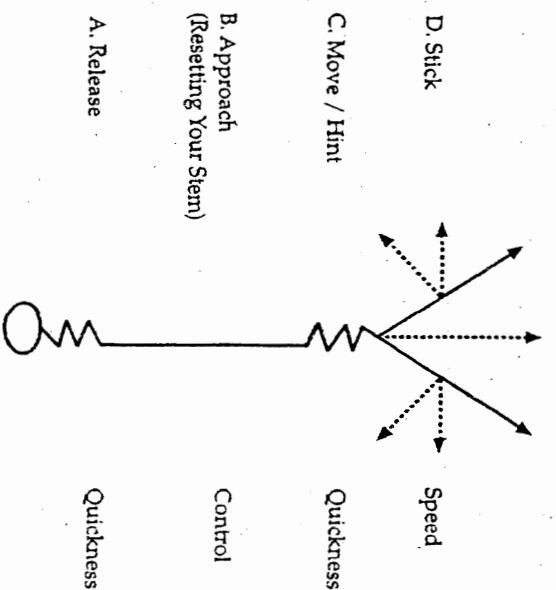 D. Stick
Speed
C. Move / Hint
Quickness
B. Approach
(Resetting Your Stem)
Control
A. Release
Quickness